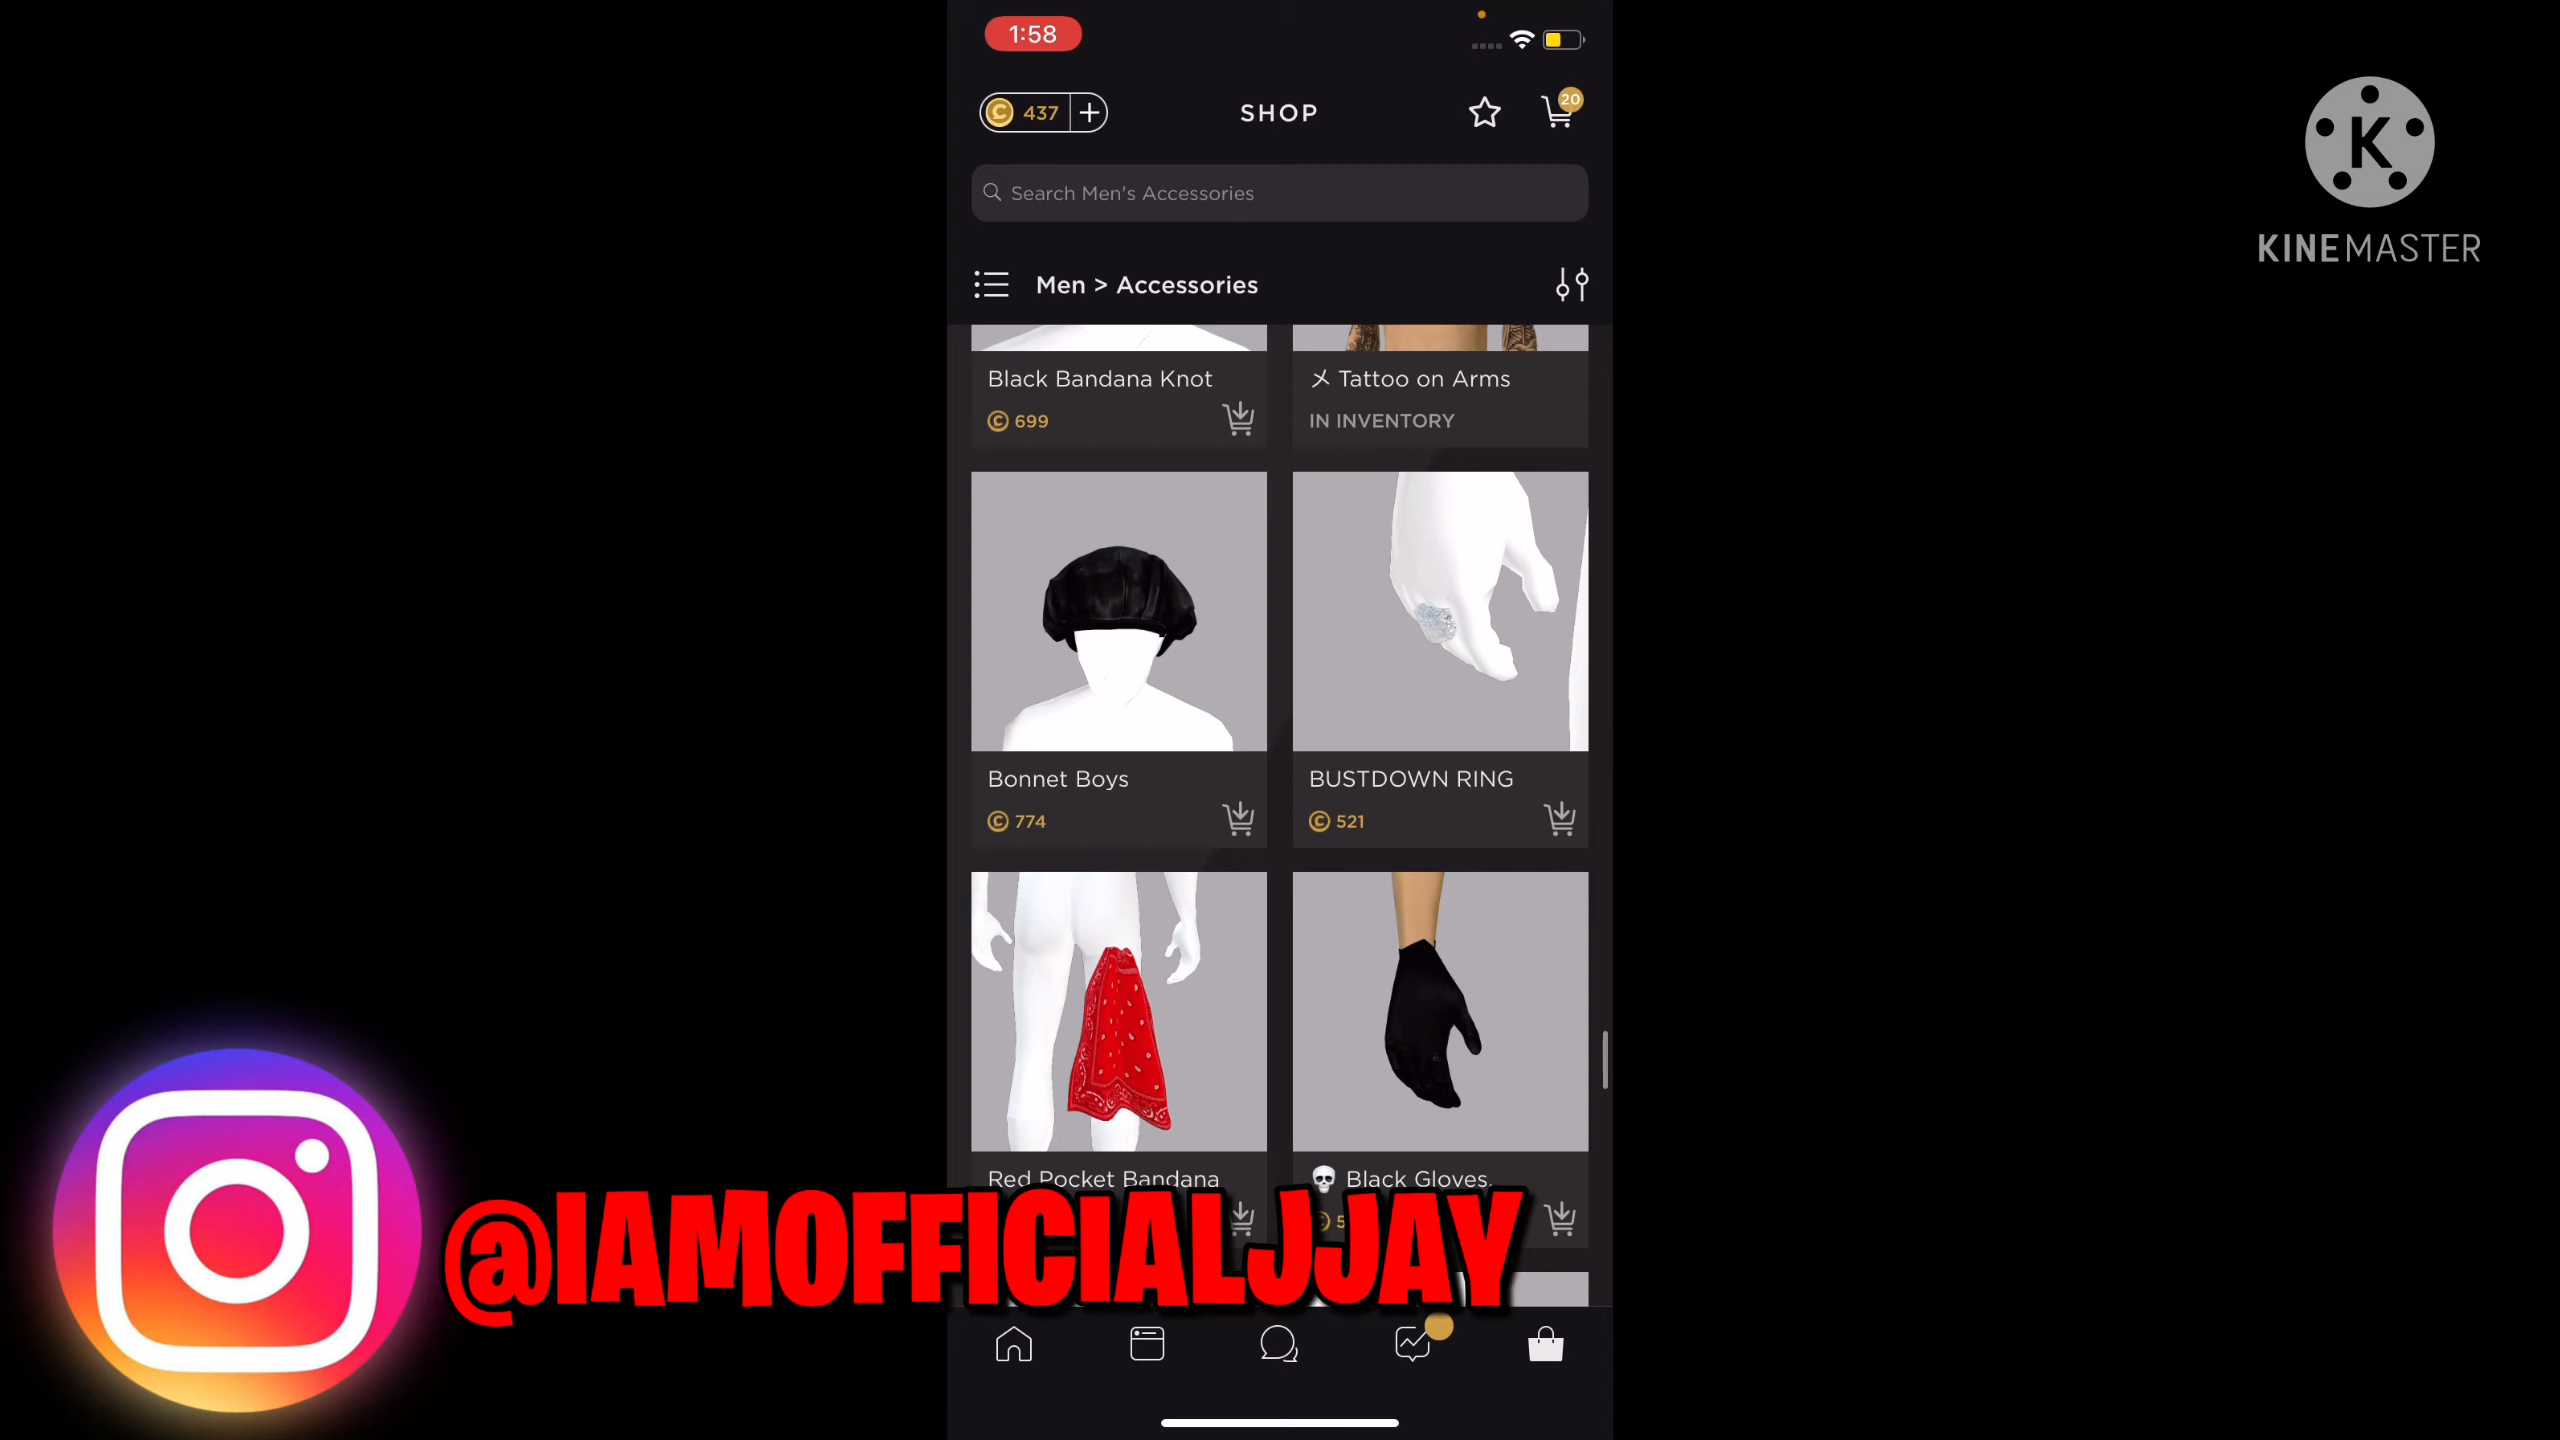 1:58
437
SHOP
20
Search Men's Accessories
Men > Accessories
Black Bandana Knot
699
メ Tattoo on Arms
IN INVENTORY
Bonnet Boys
774
BUSTDOWN RING
521
Red Pocket Bandana
💀 Black Gloves.
@IAMOFFICIALJJAY
KINEMASTER